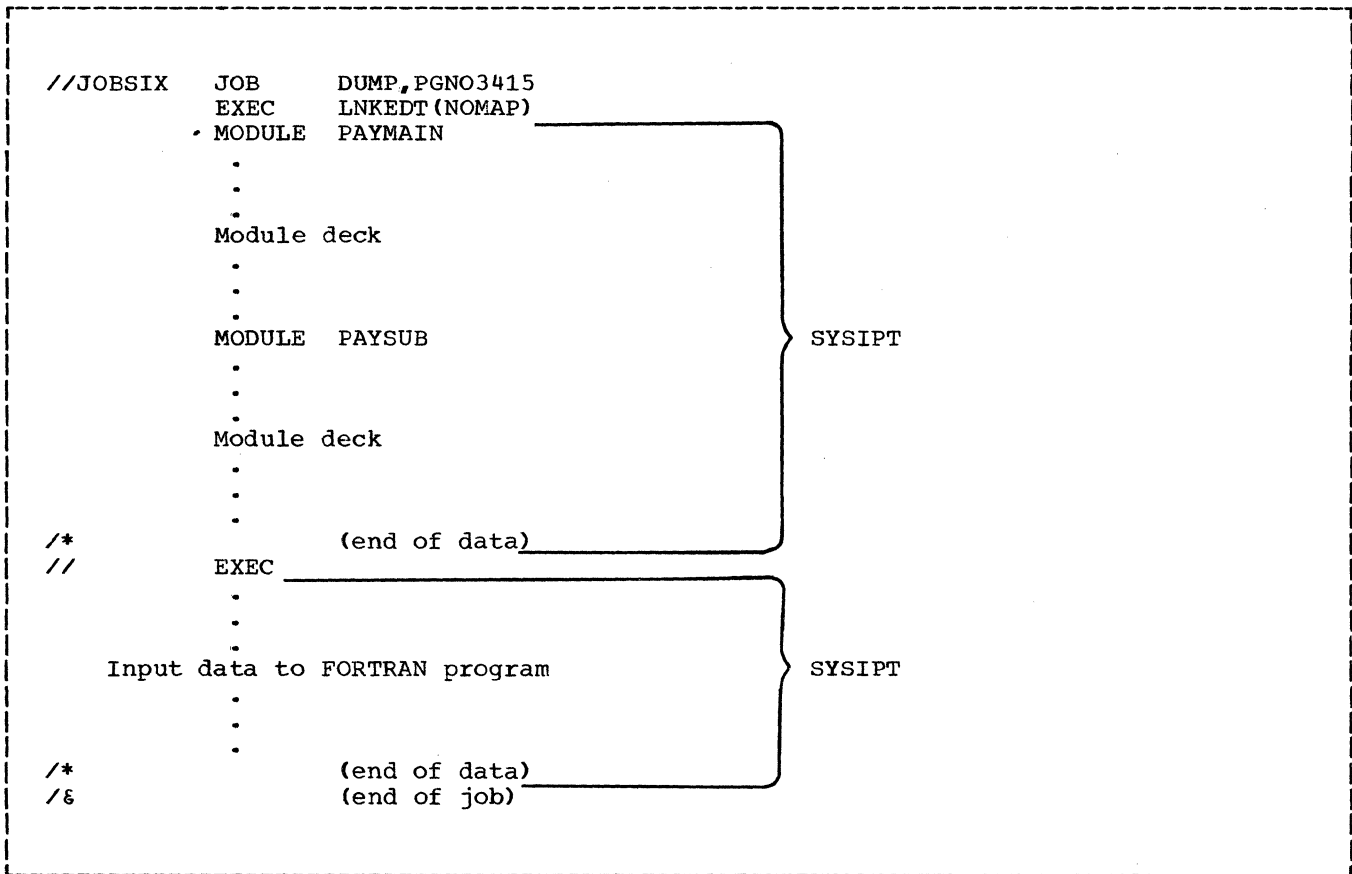 //JOBSIX JOB DUMP,PGNO3415
EXEC LNKEDT(NOMAP)
MODULE PAYMAIN
.
.
.
Module deck
.
.
.
MODULE PAYSUB
SYSIPT
.
.
.
Module deck
.
.
.
/* (end of data)
// EXEC
.
.
.
Input data to FORTRAN program
SYSIPT
.
.
.
/* (end of data)
/& (end of job)